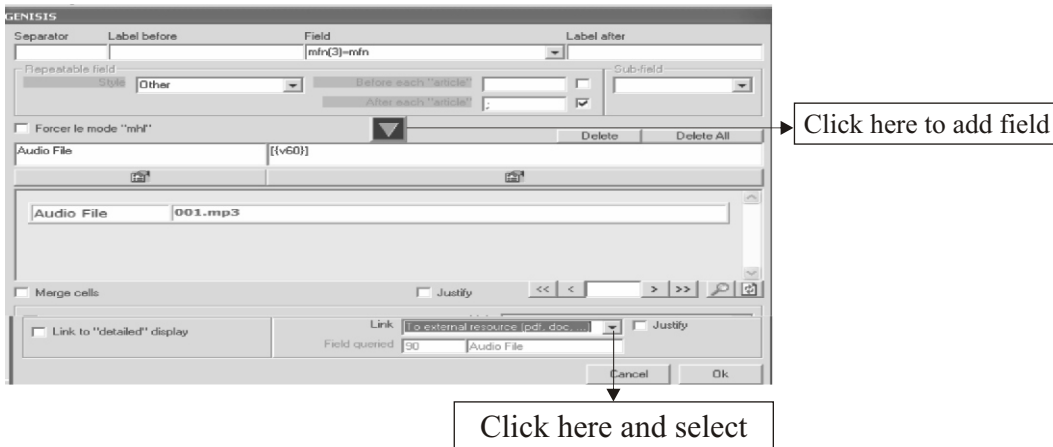 GENISIS
Separator Label before Field Label after
mfn(3)=mfn
Repeatable field Sub-field
Style Other Before each "article"
After each "article" ;
Forcer le mode "mhl" Delete Delete All
Click here to add field
Audio File [{v60}]
Audio File 001.mp3
Merge cells Justify << < > >>
Link to "detailed" display Link To external resource (pdf, doc, ...) Justify
Field queried 90 Audio File
Cancel Ok
Click here and select